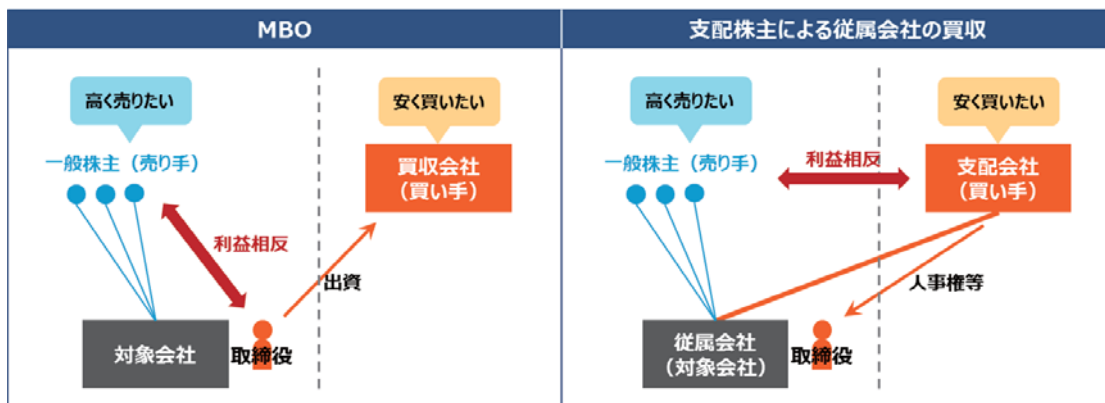 MBO
高く売りたい
安く買いたい
一般株主（売り手）
買収会社
（買い手）
利益相反
出資
対象会社
取締役
支配株主による従属会社の買収
高く売りたい
安く買いたい
一般株主（売り手）
利益相反
支配会社
（買い手）
人事権等
従属会社
（対象会社）
取締役